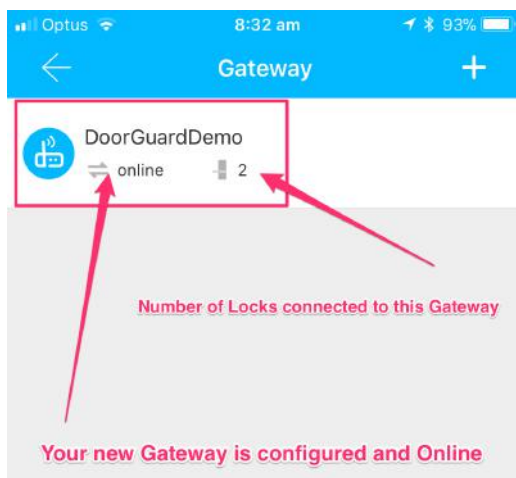 Optus 8:32 am 93%
Gateway
DoorGuardDemo
online 2
Number of Locks connected to this Gateway
Your new Gateway is configured and Online